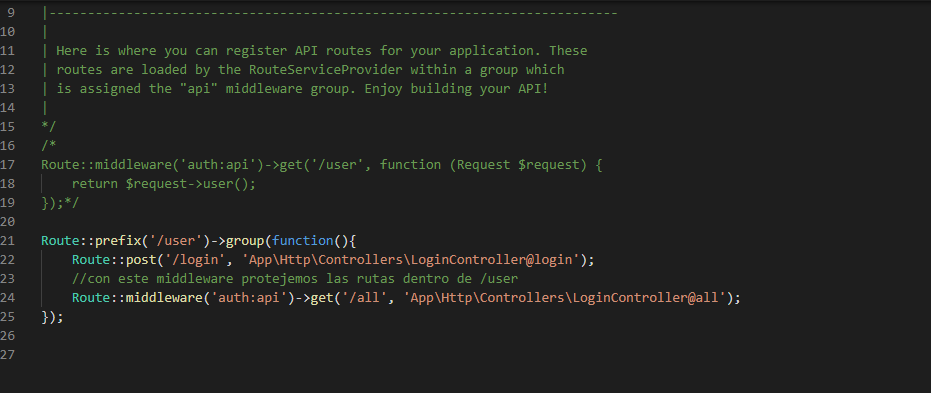 9 |--------------------------------------------------------------------------
10 |
11 | Here is where you can register API routes for your application. These
12 | routes are loaded by the RouteServiceProvider within a group which
13 | is assigned the "api" middleware group. Enjoy building your API!
14 |
15 */
16 /*
17 Route::middleware('auth:api')->get('/user', function (Request $request) {
18     return $request->user();
19 });*/
20
21 Route::prefix('/user')->group(function(){
22     Route::post('/login', 'App\Http\Controllers\LoginController@login');
23     //con este middleware protejemos las rutas dentro de /user
24     Route::middleware('auth:api')->get('/all', 'App\Http\Controllers\LoginController@all');
25 });
26
27